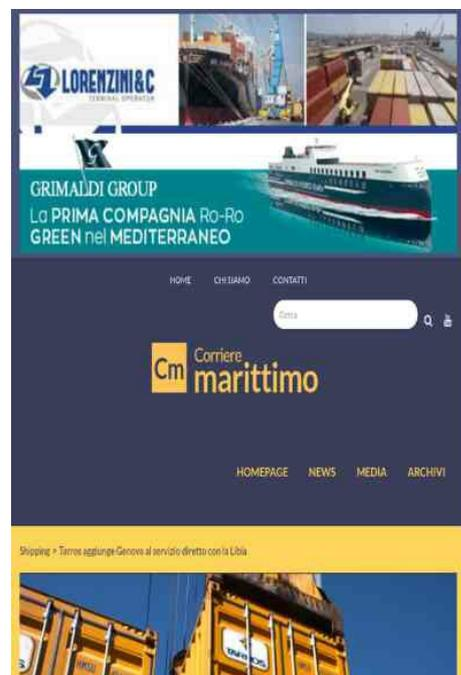 LORENZINI&C
TERMINAL OPERATOR
GRIMALDI GROUP
La PRIMA COMPAGNIA Ro-Ro
GREEN nel MEDITERRANEO
HOME CHI SIAMO CONTATTI
Cerca
Cm Corriere
marittimo
HOMEPAGE NEWS MEDIA ARCHIVI
Shipping > Tarros aggiunge Genova al servizio diretto con la Libia
TARROS